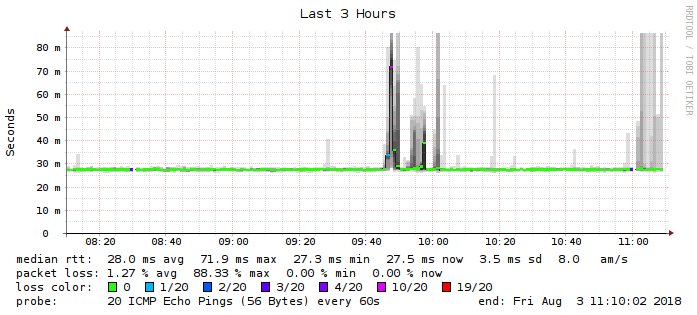 Last 3 Hours
RRDTOOL / TOBI OETIKER
Seconds
80 m
70 m
60 m
50 m
40 m
30 m
20 m
10 m
0
08:20 08:40 09:00 09:20 09:40 10:00 10:20 10:40 11:00
median rtt: 28.0 ms avg 71.9 ms max 27.3 ms min 27.5 ms now 3.5 ms sd 8.0 am/s
packet loss: 1.27 % avg 88.33 % max 0.00 % min 0.00 % now
loss color: 0 1/20 2/20 3/20 4/20 10/20 19/20
probe: 20 ICMP Echo Pings (56 Bytes) every 60s end: Fri Aug 3 11:10:02 2018